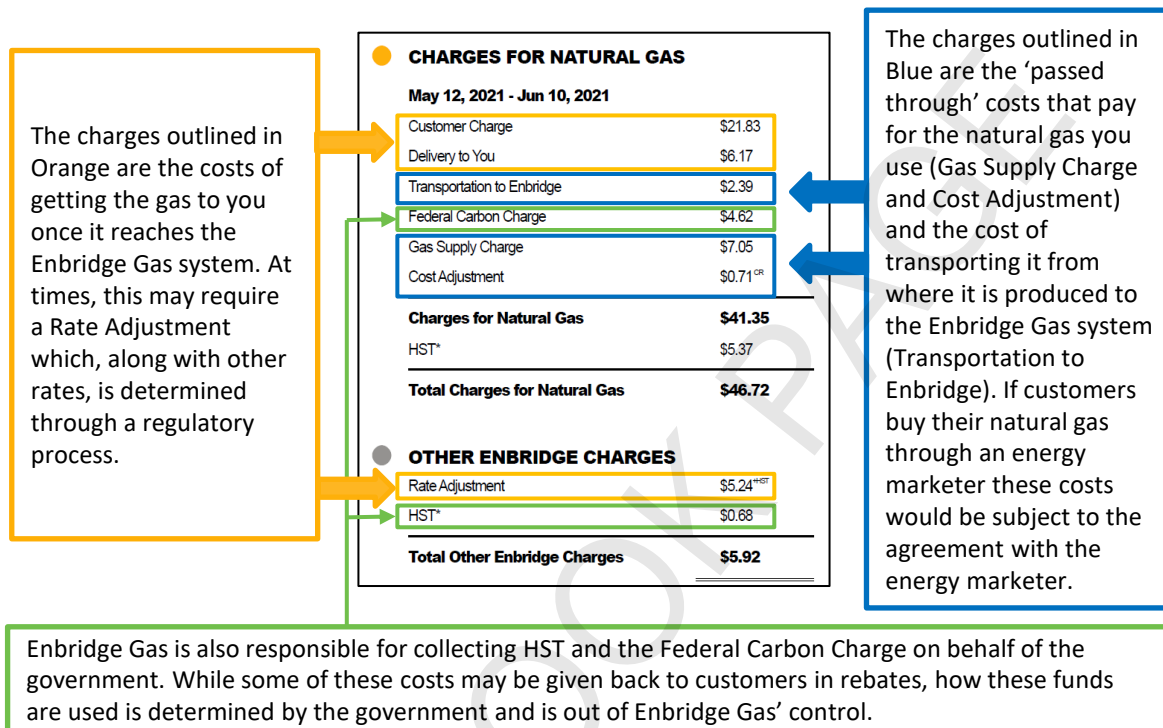 The charges outlined in
Orange are the costs of
getting the gas to you
once it reaches the
Enbridge Gas system. At
times, this may require
a Rate Adjustment
which, along with other
rates, is determined
through a regulatory
process.
CHARGES FOR NATURAL GAS
May 12, 2021 - Jun 10, 2021
Customer Charge $21.83
Delivery to You $6.17
Transportation to Enbridge $2.39
Federal Carbon Charge $4.62
Gas Supply Charge $7.05
Cost Adjustment $0.71 CR
Charges for Natural Gas $41.35
HST* $5.37
Total Charges for Natural Gas $46.72
OTHER ENBRIDGE CHARGES
Rate Adjustment $5.24 +HST
HST* $0.68
Total Other Enbridge Charges $5.92
The charges outlined in
Blue are the ‘passed
through’ costs that pay
for the natural gas you
use (Gas Supply Charge
and Cost Adjustment)
and the cost of
transporting it from
where it is produced to
the Enbridge Gas system
(Transportation to
Enbridge). If customers
buy their natural gas
through an energy
marketer these costs
would be subject to the
agreement with the
energy marketer.
Enbridge Gas is also responsible for collecting HST and the Federal Carbon Charge on behalf of the
government. While some of these costs may be given back to customers in rebates, how these funds
are used is determined by the government and is out of Enbridge Gas’ control.
OOK PAGE